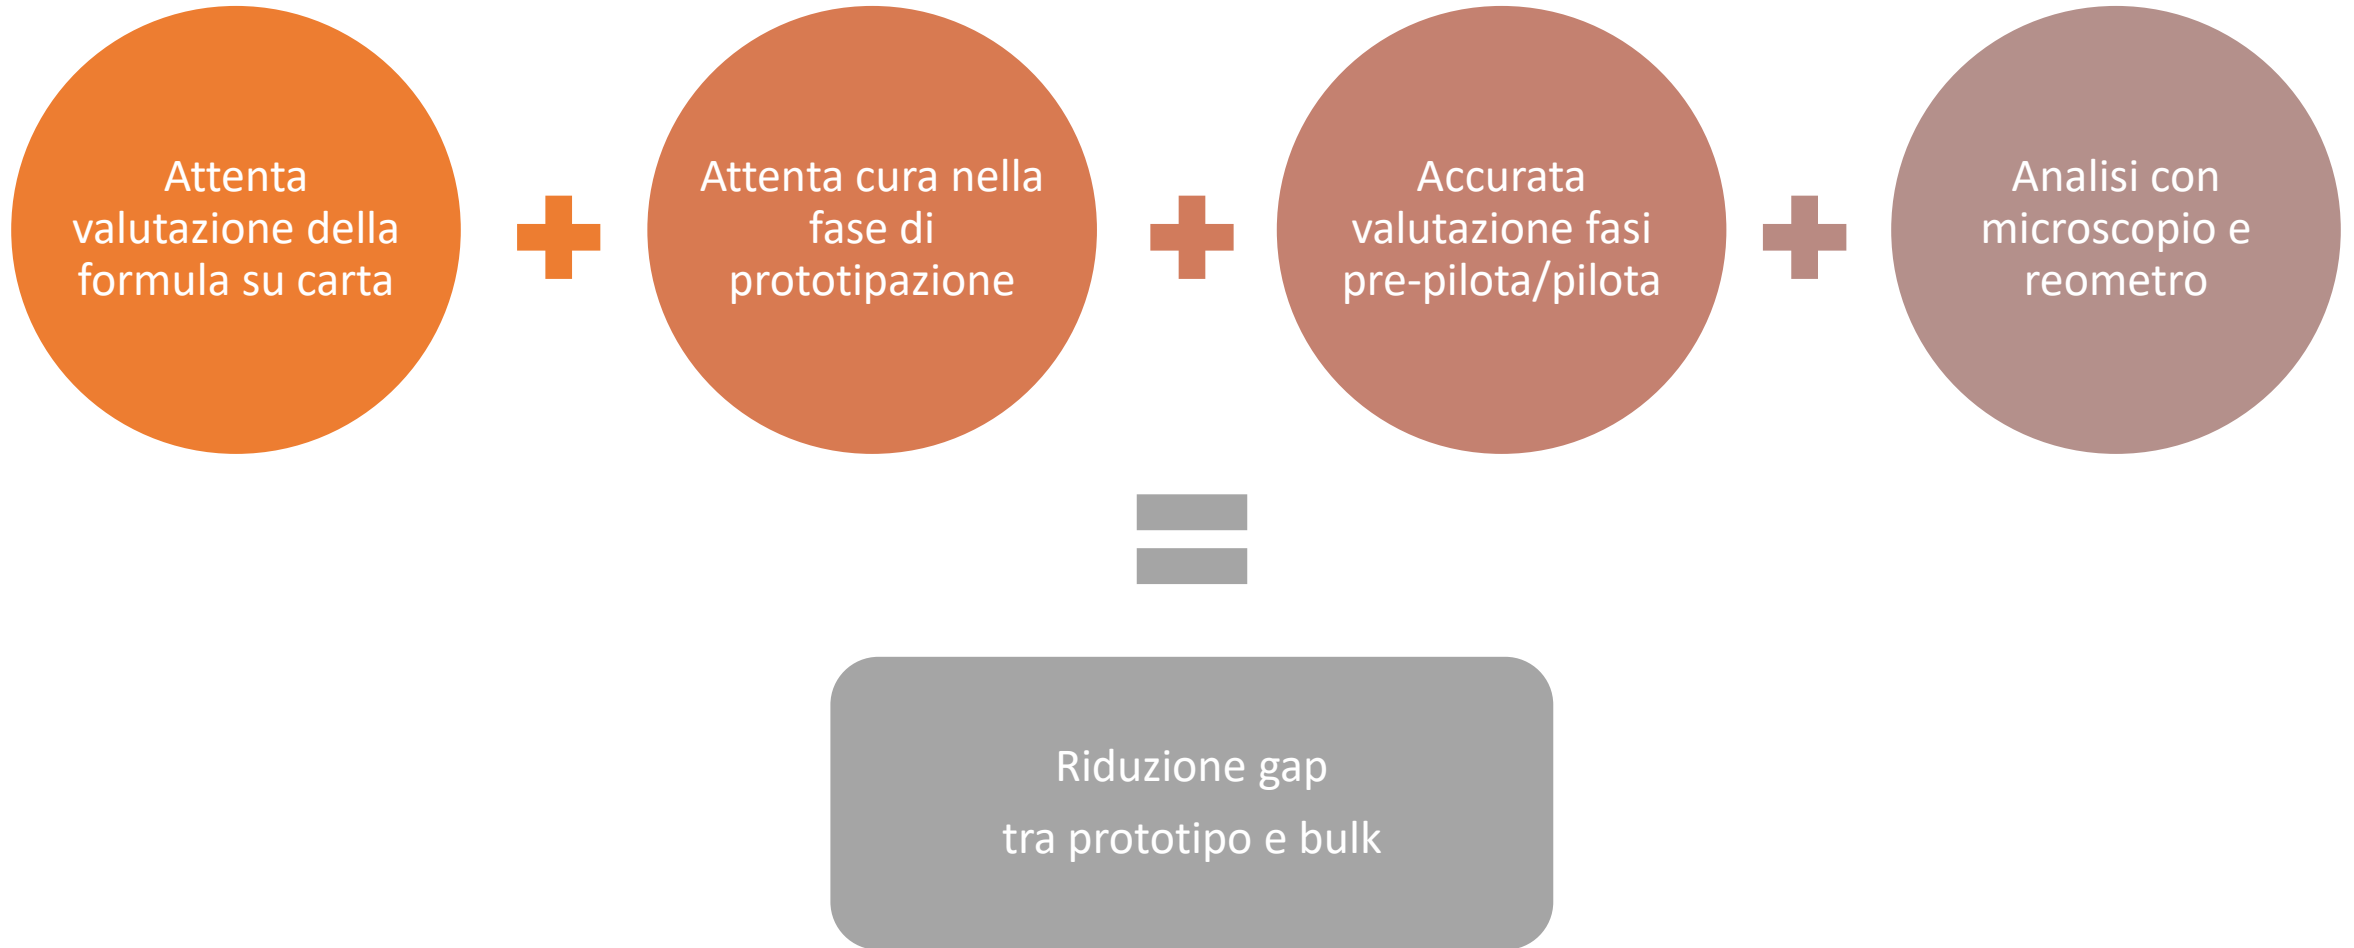 Attenta
valutazione della
formula su carta
Attenta cura nella
fase di
prototipazione
Accurata
valutazione fasi
pre-pilota/pilota
Analisi con
microscopio e
reometro
Riduzione gap
tra prototipo e bulk